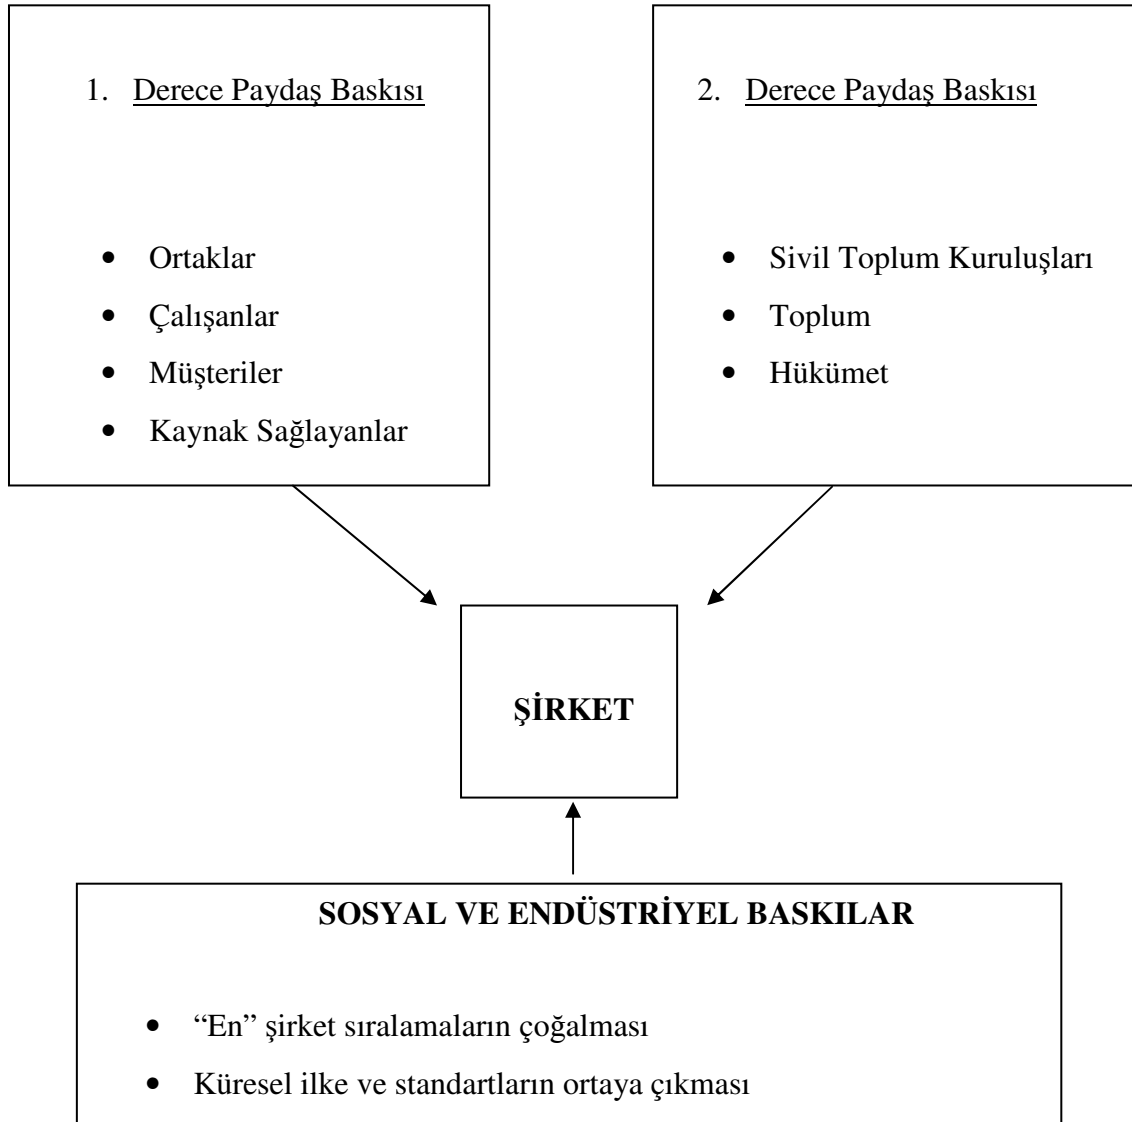 1. Derece Paydaş Baskısı
• Ortaklar
• Çalışanlar
• Müşteriler
• Kaynak Sağlayanlar
2. Derece Paydaş Baskısı
• Sivil Toplum Kuruluşları
• Toplum
• Hükümet
ŞİRKET
SOSYAL VE ENDÜSTRİYEL BASKILAR
• “En” şirket sıralamaların çoğalması
• Küresel ilke ve standartların ortaya çıkması